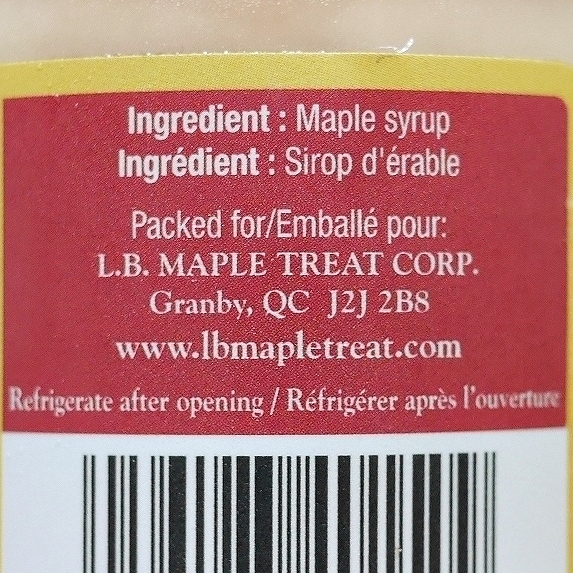 Ingredient : Maple syrup
Ingrédient : Sirop d'érable
Packed for/Emballé pour:
L.B. MAPLE TREAT CORP.
Granby, QC J2J 2B8
www.lbmapletreat.com
Refrigerate after opening / Réfrigérer après l'ouverture